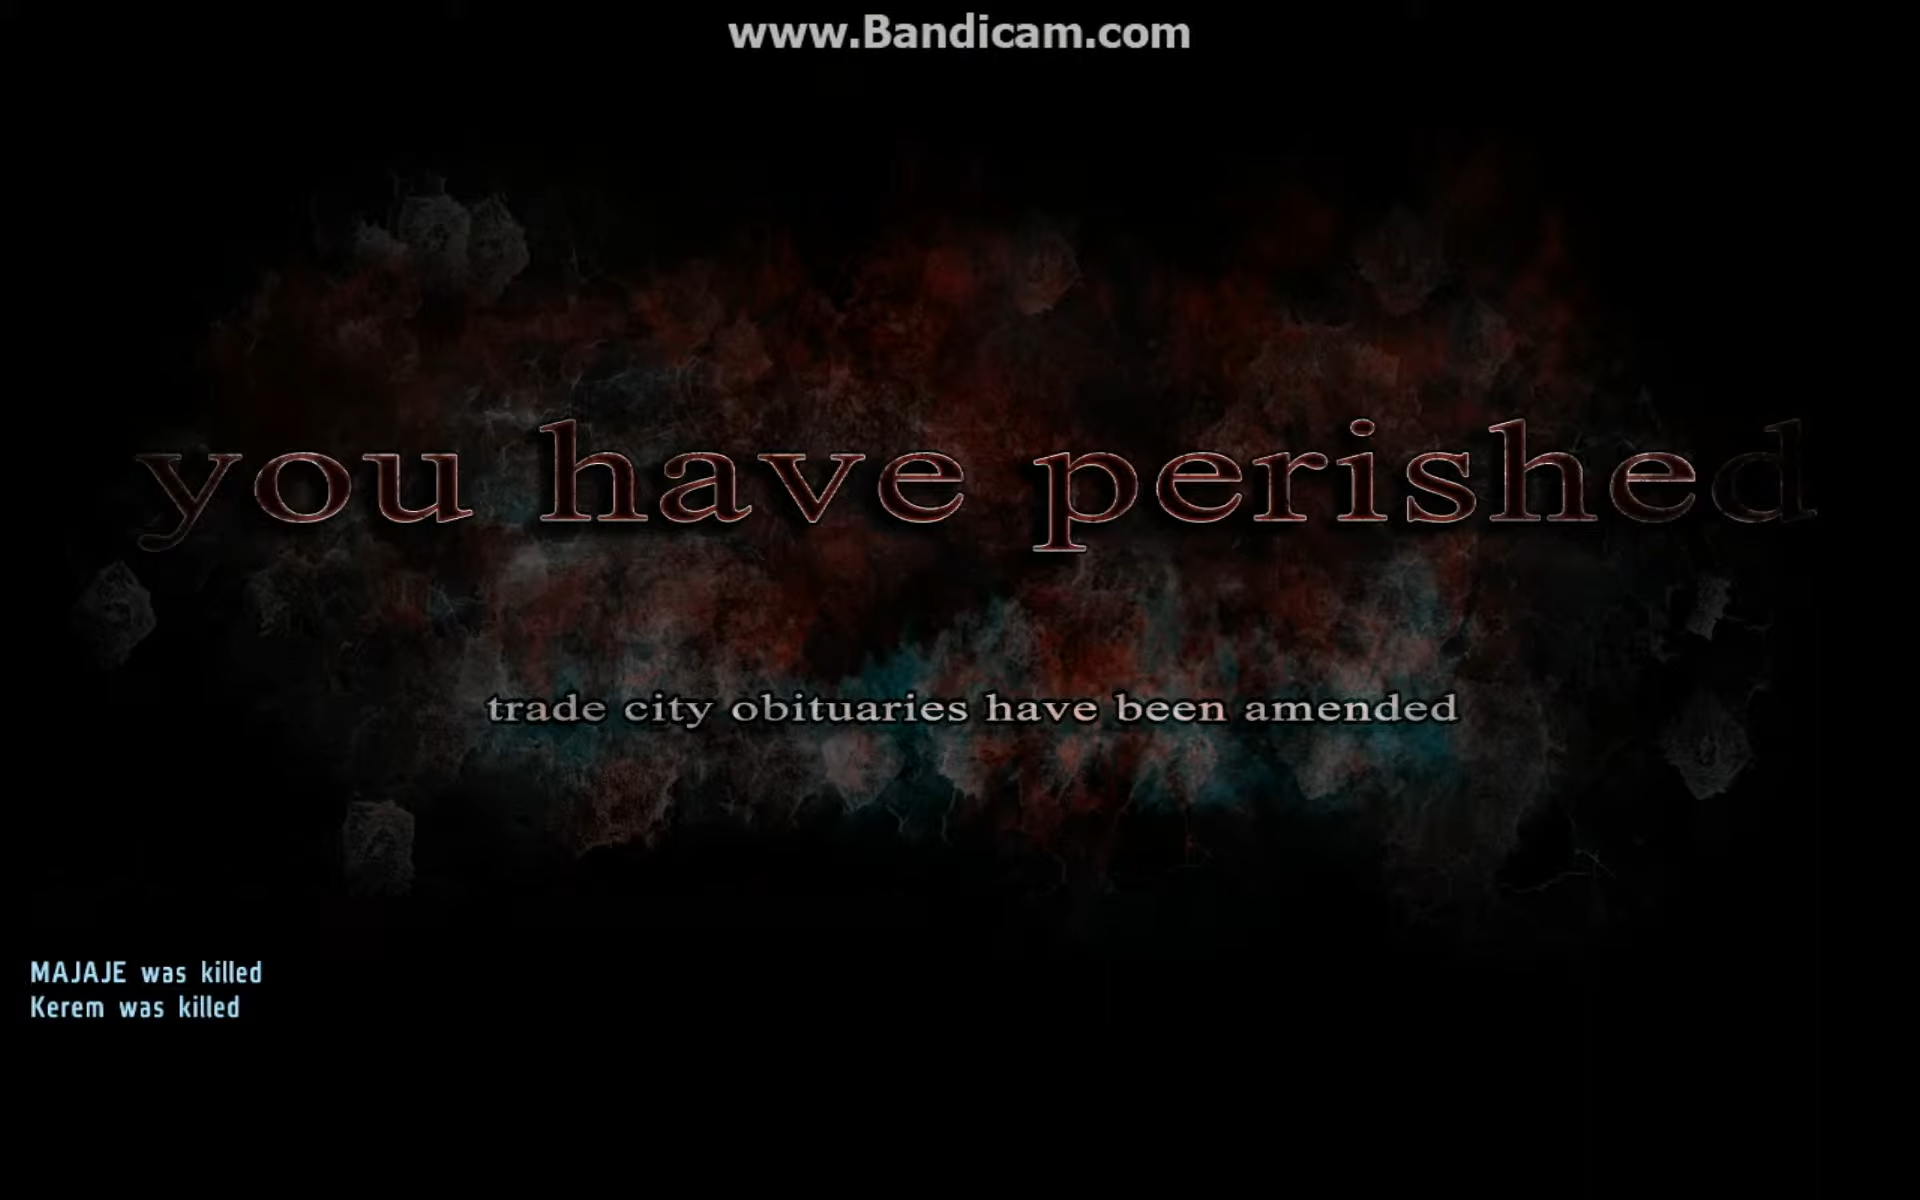 www.Bandicam.com
you have perished
trade city obituaries have been amended
MAJAJE was killed
Kerem was killed